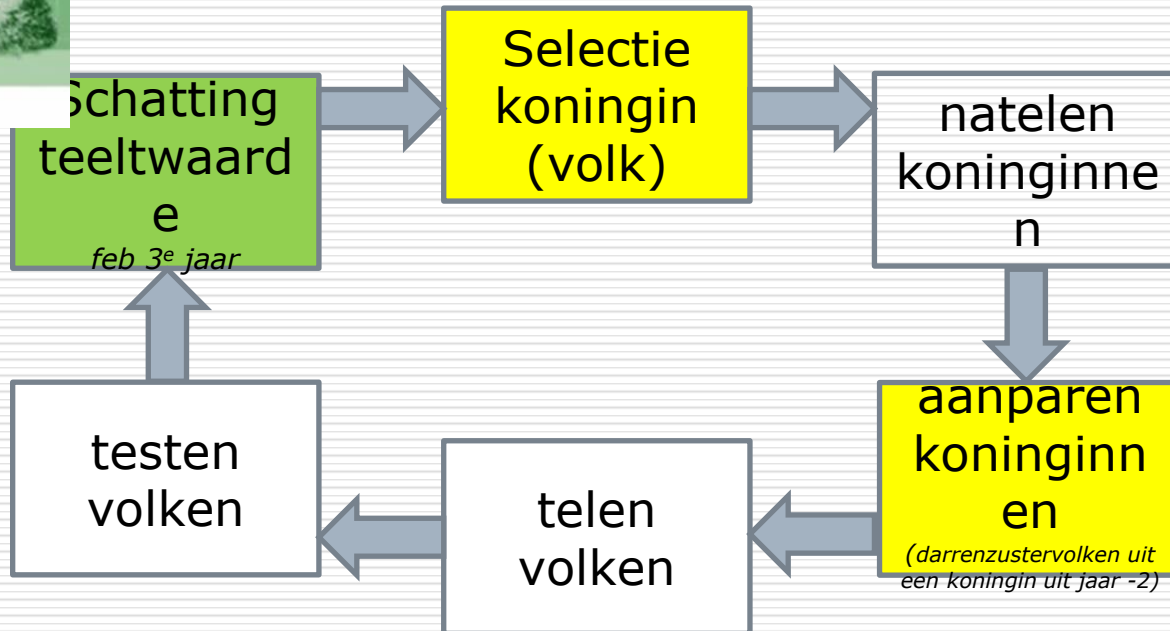 Schatting
teeltwaard
e
feb 3e jaar
Selectie
koningin
(volk)
natelen
koninginne
n
aanparen
koninginn
en
(darrenzustervolken uit
een koningin uit jaar -2)
telen
volken
testen
volken